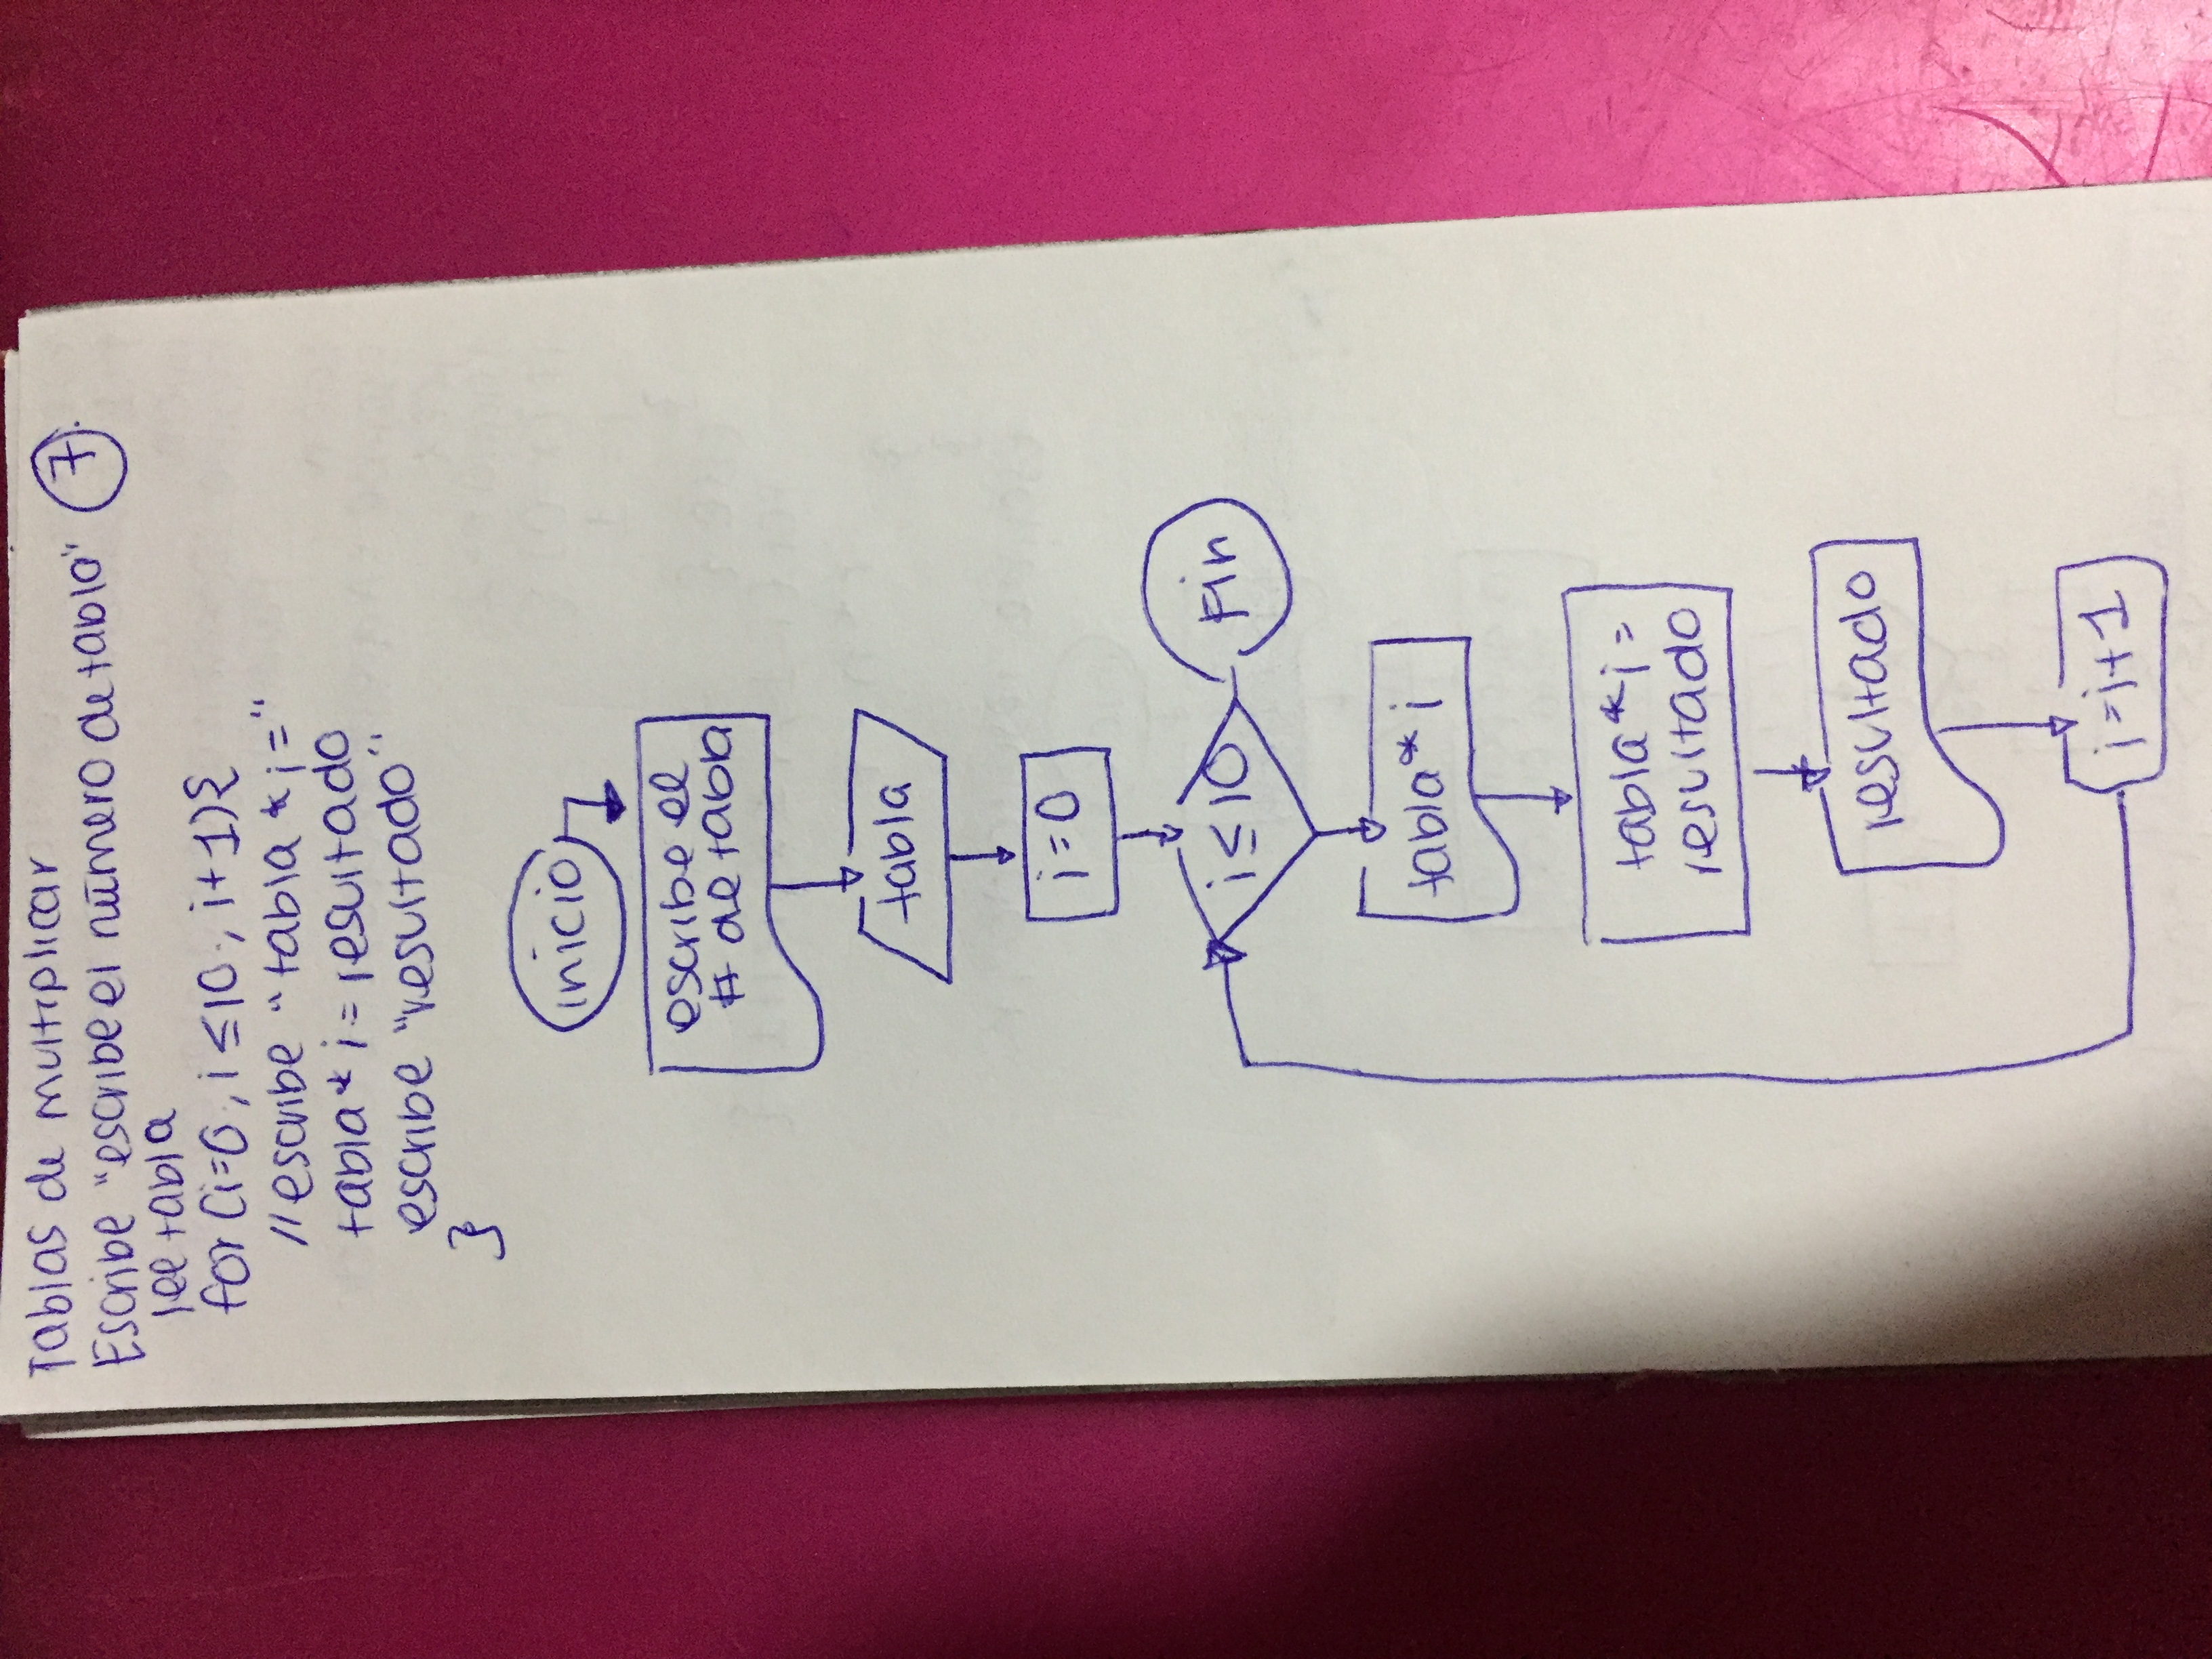 Tablas de multiplicar
Escribe "escribe el número de tabla" 7
lee tabla
for (i=0, i≤10; i+1){
//escribe "tabla * i="
tabla* i = resultado
escribe "resultado"
}
inicio
escribe el
# de tabla
tabla
i=0
i≤10
Fin
tabla* i
tabla* i =
resultado
resultado
i=i+1